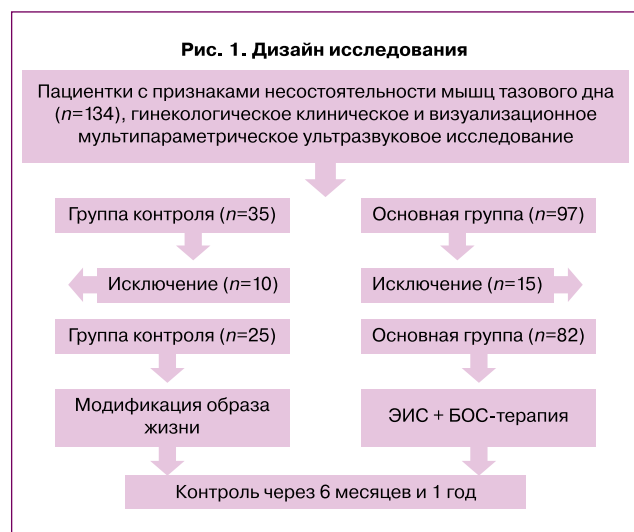 Рис. 1. Дизайн исследования
Пациентки с признаками несостоятельности мышц тазового дна
(n=134), гинекологическое клиническое и визуализационное
мультипараметрическое ультразвуковое исследование
Группа контроля (n=35)
Основная группа (n=97)
Исключение (n=10)
Исключение (n=15)
Группа контроля (n=25)
Основная группа (n=82)
Модификация образа
жизни
ЭИС + БОС-терапия
Контроль через 6 месяцев и 1 год